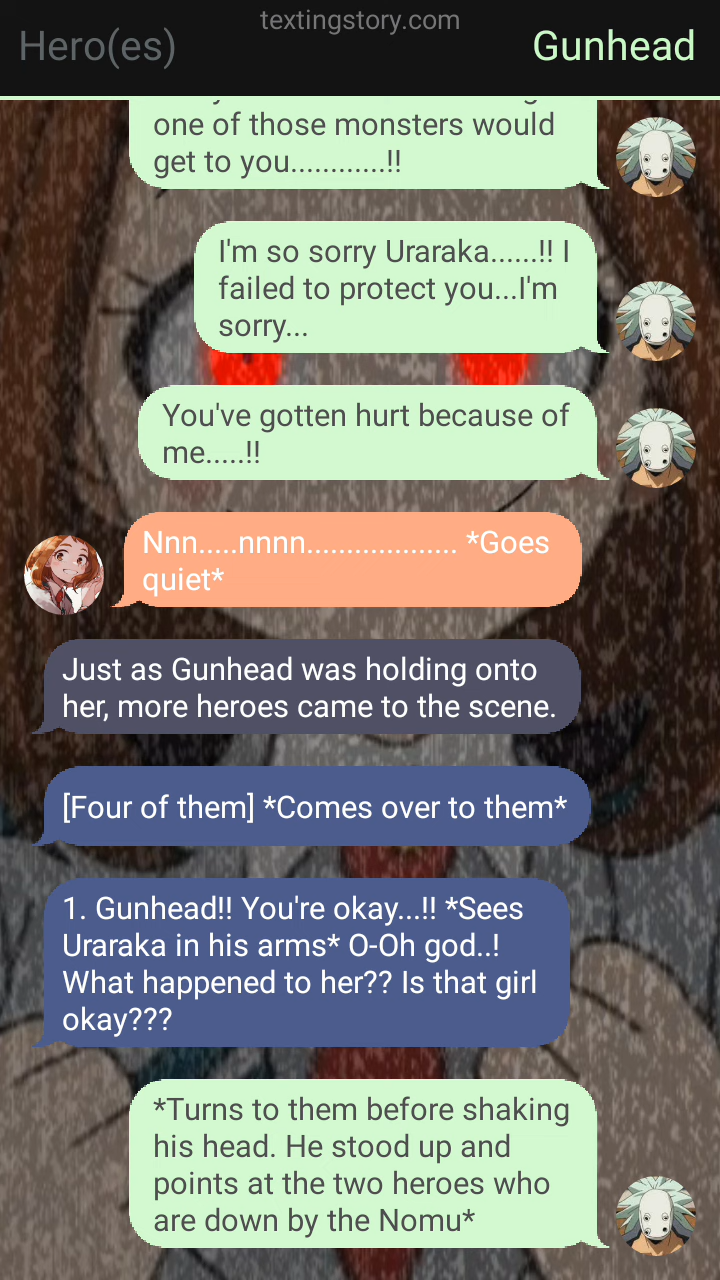 textingstory.com
Hero(es)
Gunhead
one of those monsters would
get to you............!!
I'm so sorry Uraraka......!! I
failed to protect you...I'm
sorry...
You've gotten hurt because of
me.....!!
Nnn.....nnnn................... *Goes
quiet*
Just as Gunhead was holding onto
her, more heroes came to the scene.
[Four of them] *Comes over to them*
1. Gunhead!! You're okay...!! *Sees
Uraraka in his arms* O-Oh god..!
What happened to her?? Is that girl
okay???
*Turns to them before shaking
his head. He stood up and
points at the two heroes who
are down by the Nomu*